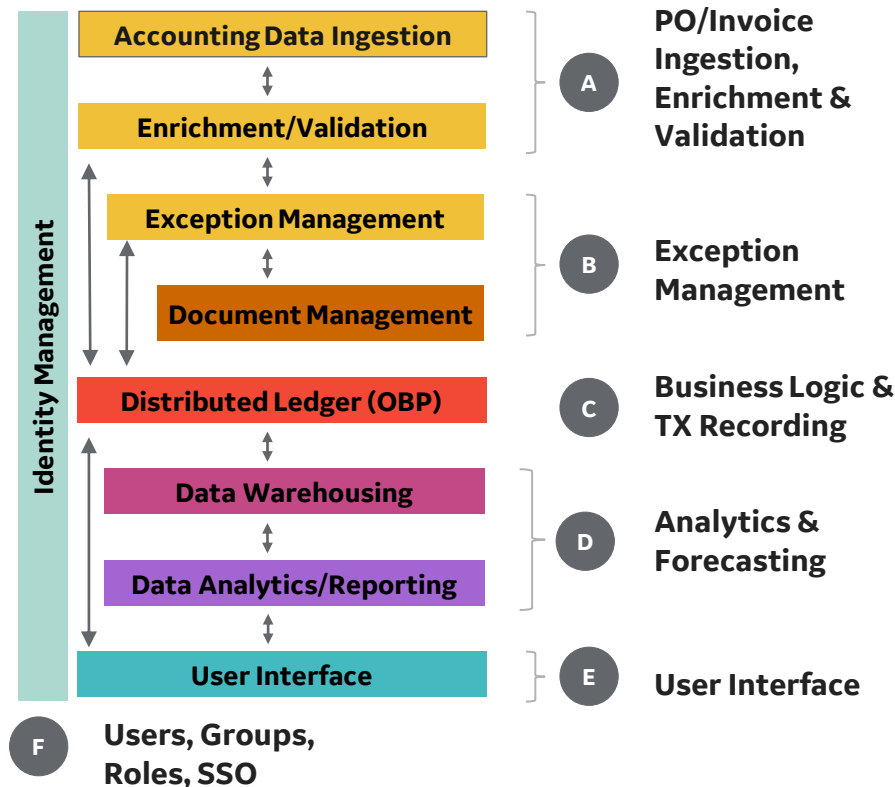 Accounting Data Ingestion
Enrichment/Validation
Exception Management
Document Management
Distributed Ledger (OBP)
Data Warehousing
Data Analytics/Reporting
User Interface
Identity Management
A
PO/Invoice
Ingestion,
Enrichment &
Validation
B
Exception
Management
C
Business Logic &
TX Recording
D
Analytics &
Forecasting
E
User Interface
F
Users, Groups,
Roles, SSO